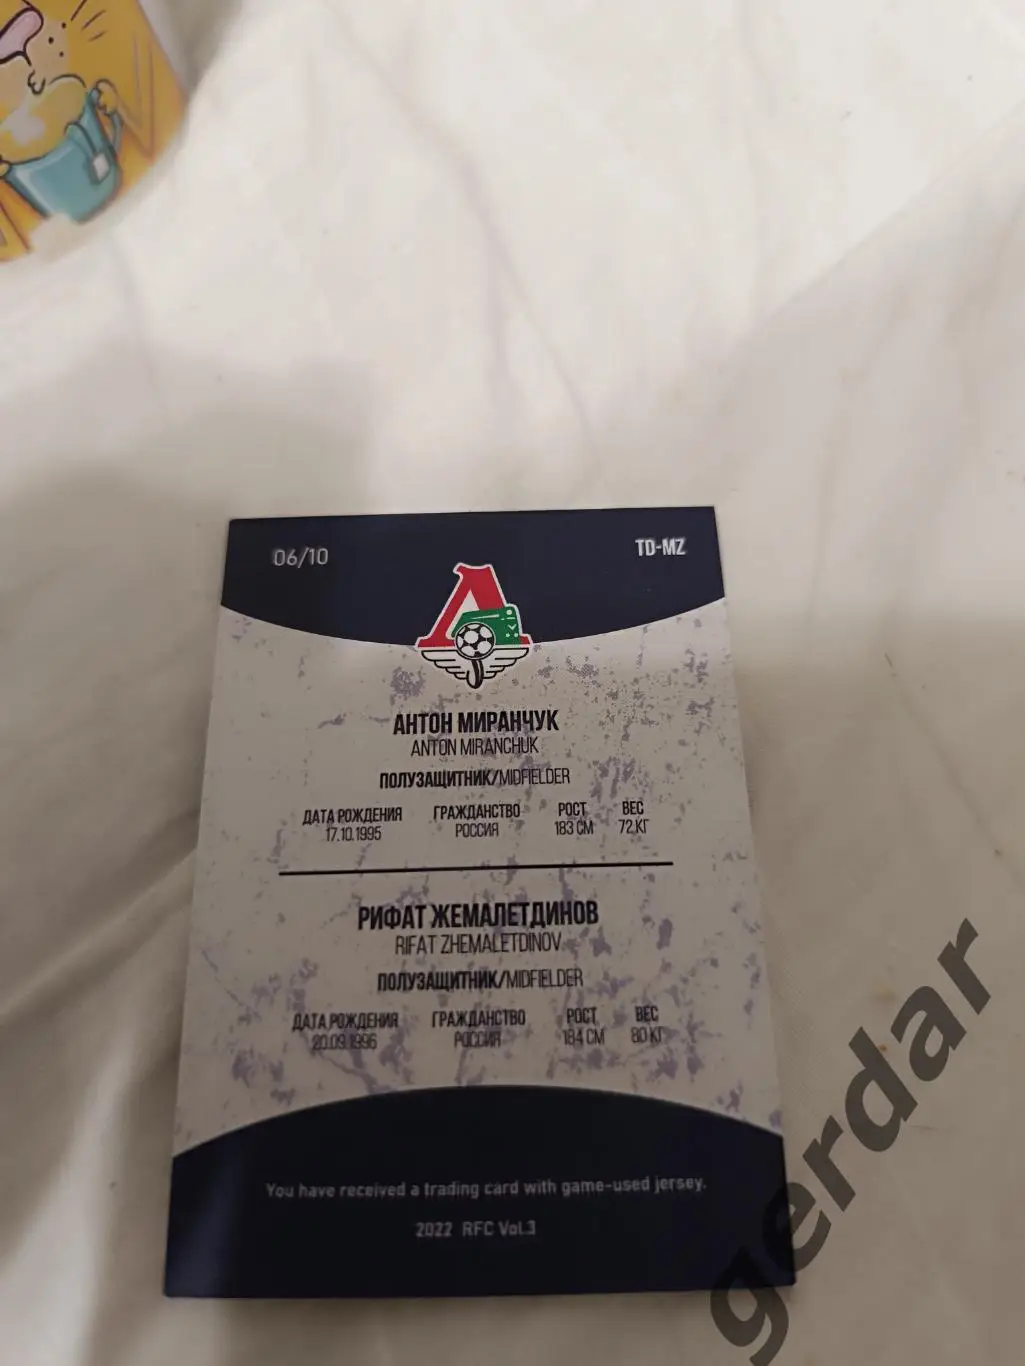 06/10
TD-MZ
АНТОН МИРАНЧУК
ANTON MIRANCHUK
ПОЛУЗАЩИТНИК/MIDFIELDER
ДАТА РОЖДЕНИЯ ГРАЖДАНСТВО РОСТ ВЕС
17.10.1995 РОССИЯ 183 СМ 72 КГ
РИФАТ ЖЕМАЛЕТДИНОВ
RIFAT ZHEMALETDINOV
ПОЛУЗАЩИТНИК/MIDFIELDER
ДАТА РОЖДЕНИЯ ГРАЖДАНСТВО РОСТ ВЕС
20.09.1996 РОССИЯ 184 СМ 80 КГ
You have received a trading card with game-used jersey.
2022 RFC Vol.3
gerdar